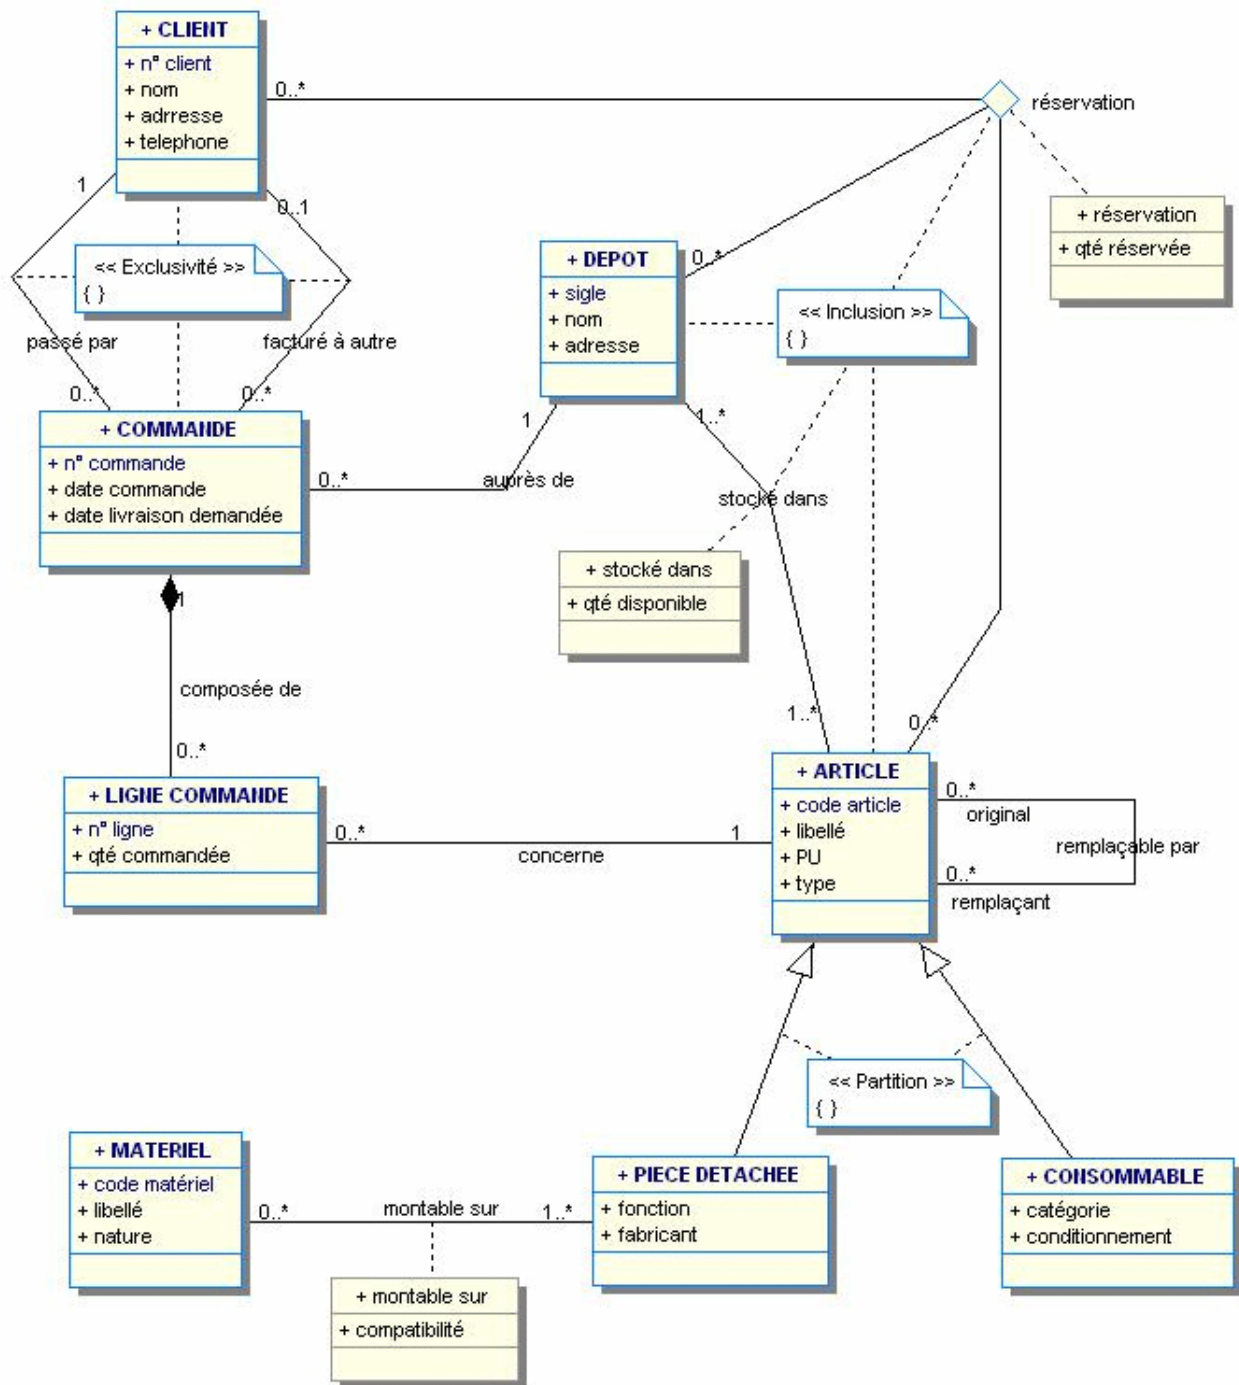 + CLIENT
+ n° client
+ nom
+ adrresse
+ telephone
0..*
réservation
1
0..1
<< Exclusivité >>
{ }
passé par
facturé à autre
0..*
0..*
+ réservation
+ qté réservée
+ DEPOT
+ sigle
+ nom
+ adresse
0..*
<< Inclusion >>
{ }
+ COMMANDE
+ n° commande
+ date commande
+ date livraison demandée
1
1..*
0..*
auprès de
stocké dans
+ stocké dans
+ qté disponible
1
composée de
0..*
1..*
0..*
+ LIGNE COMMANDE
+ n° ligne
+ qté commandée
0..*
concerne
1
+ ARTICLE
+ code article
+ libellé
+ PU
+ type
0..*
original
remplaçable par
0..*
remplaçant
<< Partition >>
{ }
+ MATERIEL
+ code matériel
+ libellé
+ nature
0..*
montable sur
1..*
+ PIECE DETACHEE
+ fonction
+ fabricant
+ CONSOMMABLE
+ catégorie
+ conditionnement
+ montable sur
+ compatibilité